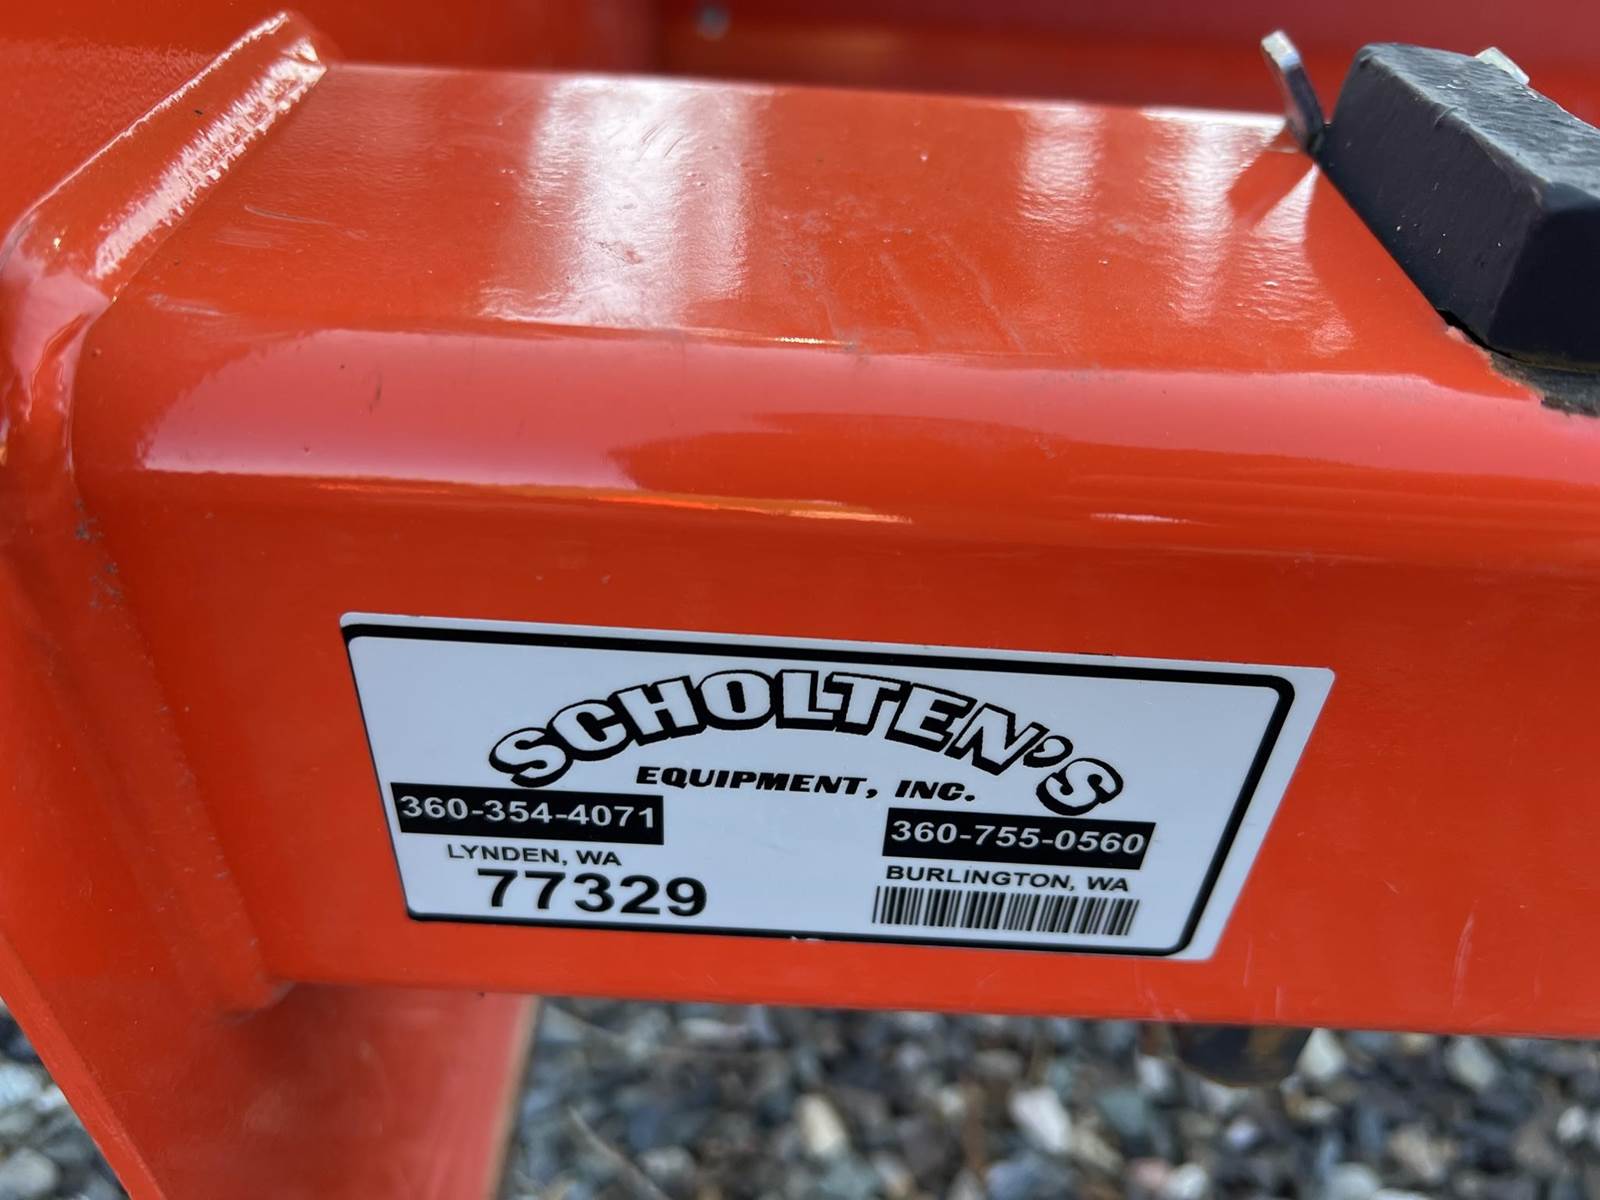 SCHOLTEN'S
EQUIPMENT, INC.
360-354-4071
LYNDEN, WA
77329
360-755-0560
BURLINGTON, WA